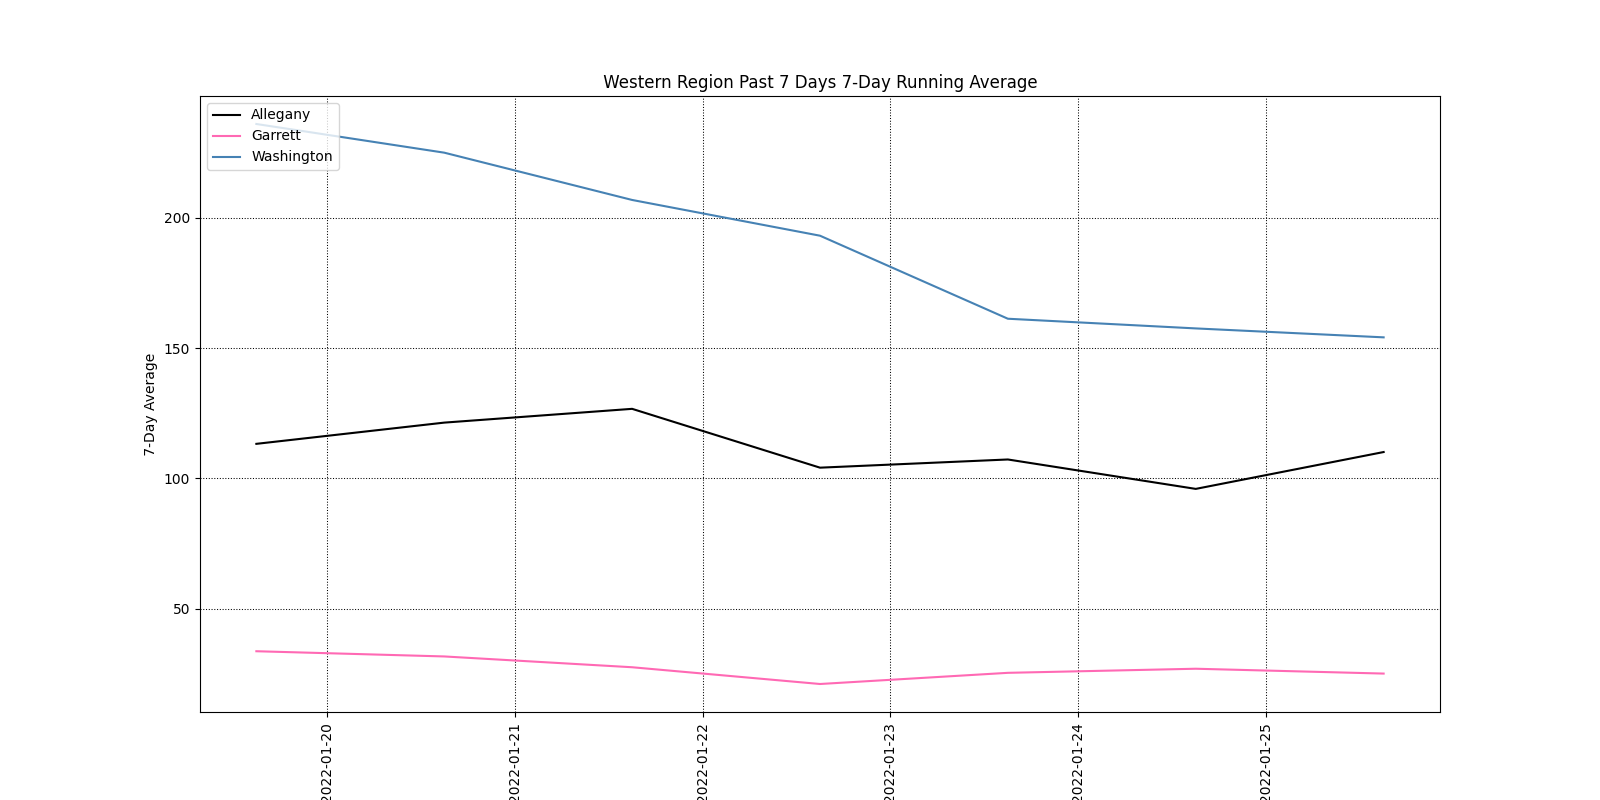 Western Region Past 7 Days 7-Day Running Average
Allegany
Garrett
Washington
7-Day Average
200
150
100
50
2022-01-20
2022-01-21
2022-01-22
2022-01-23
2022-01-24
2022-01-25